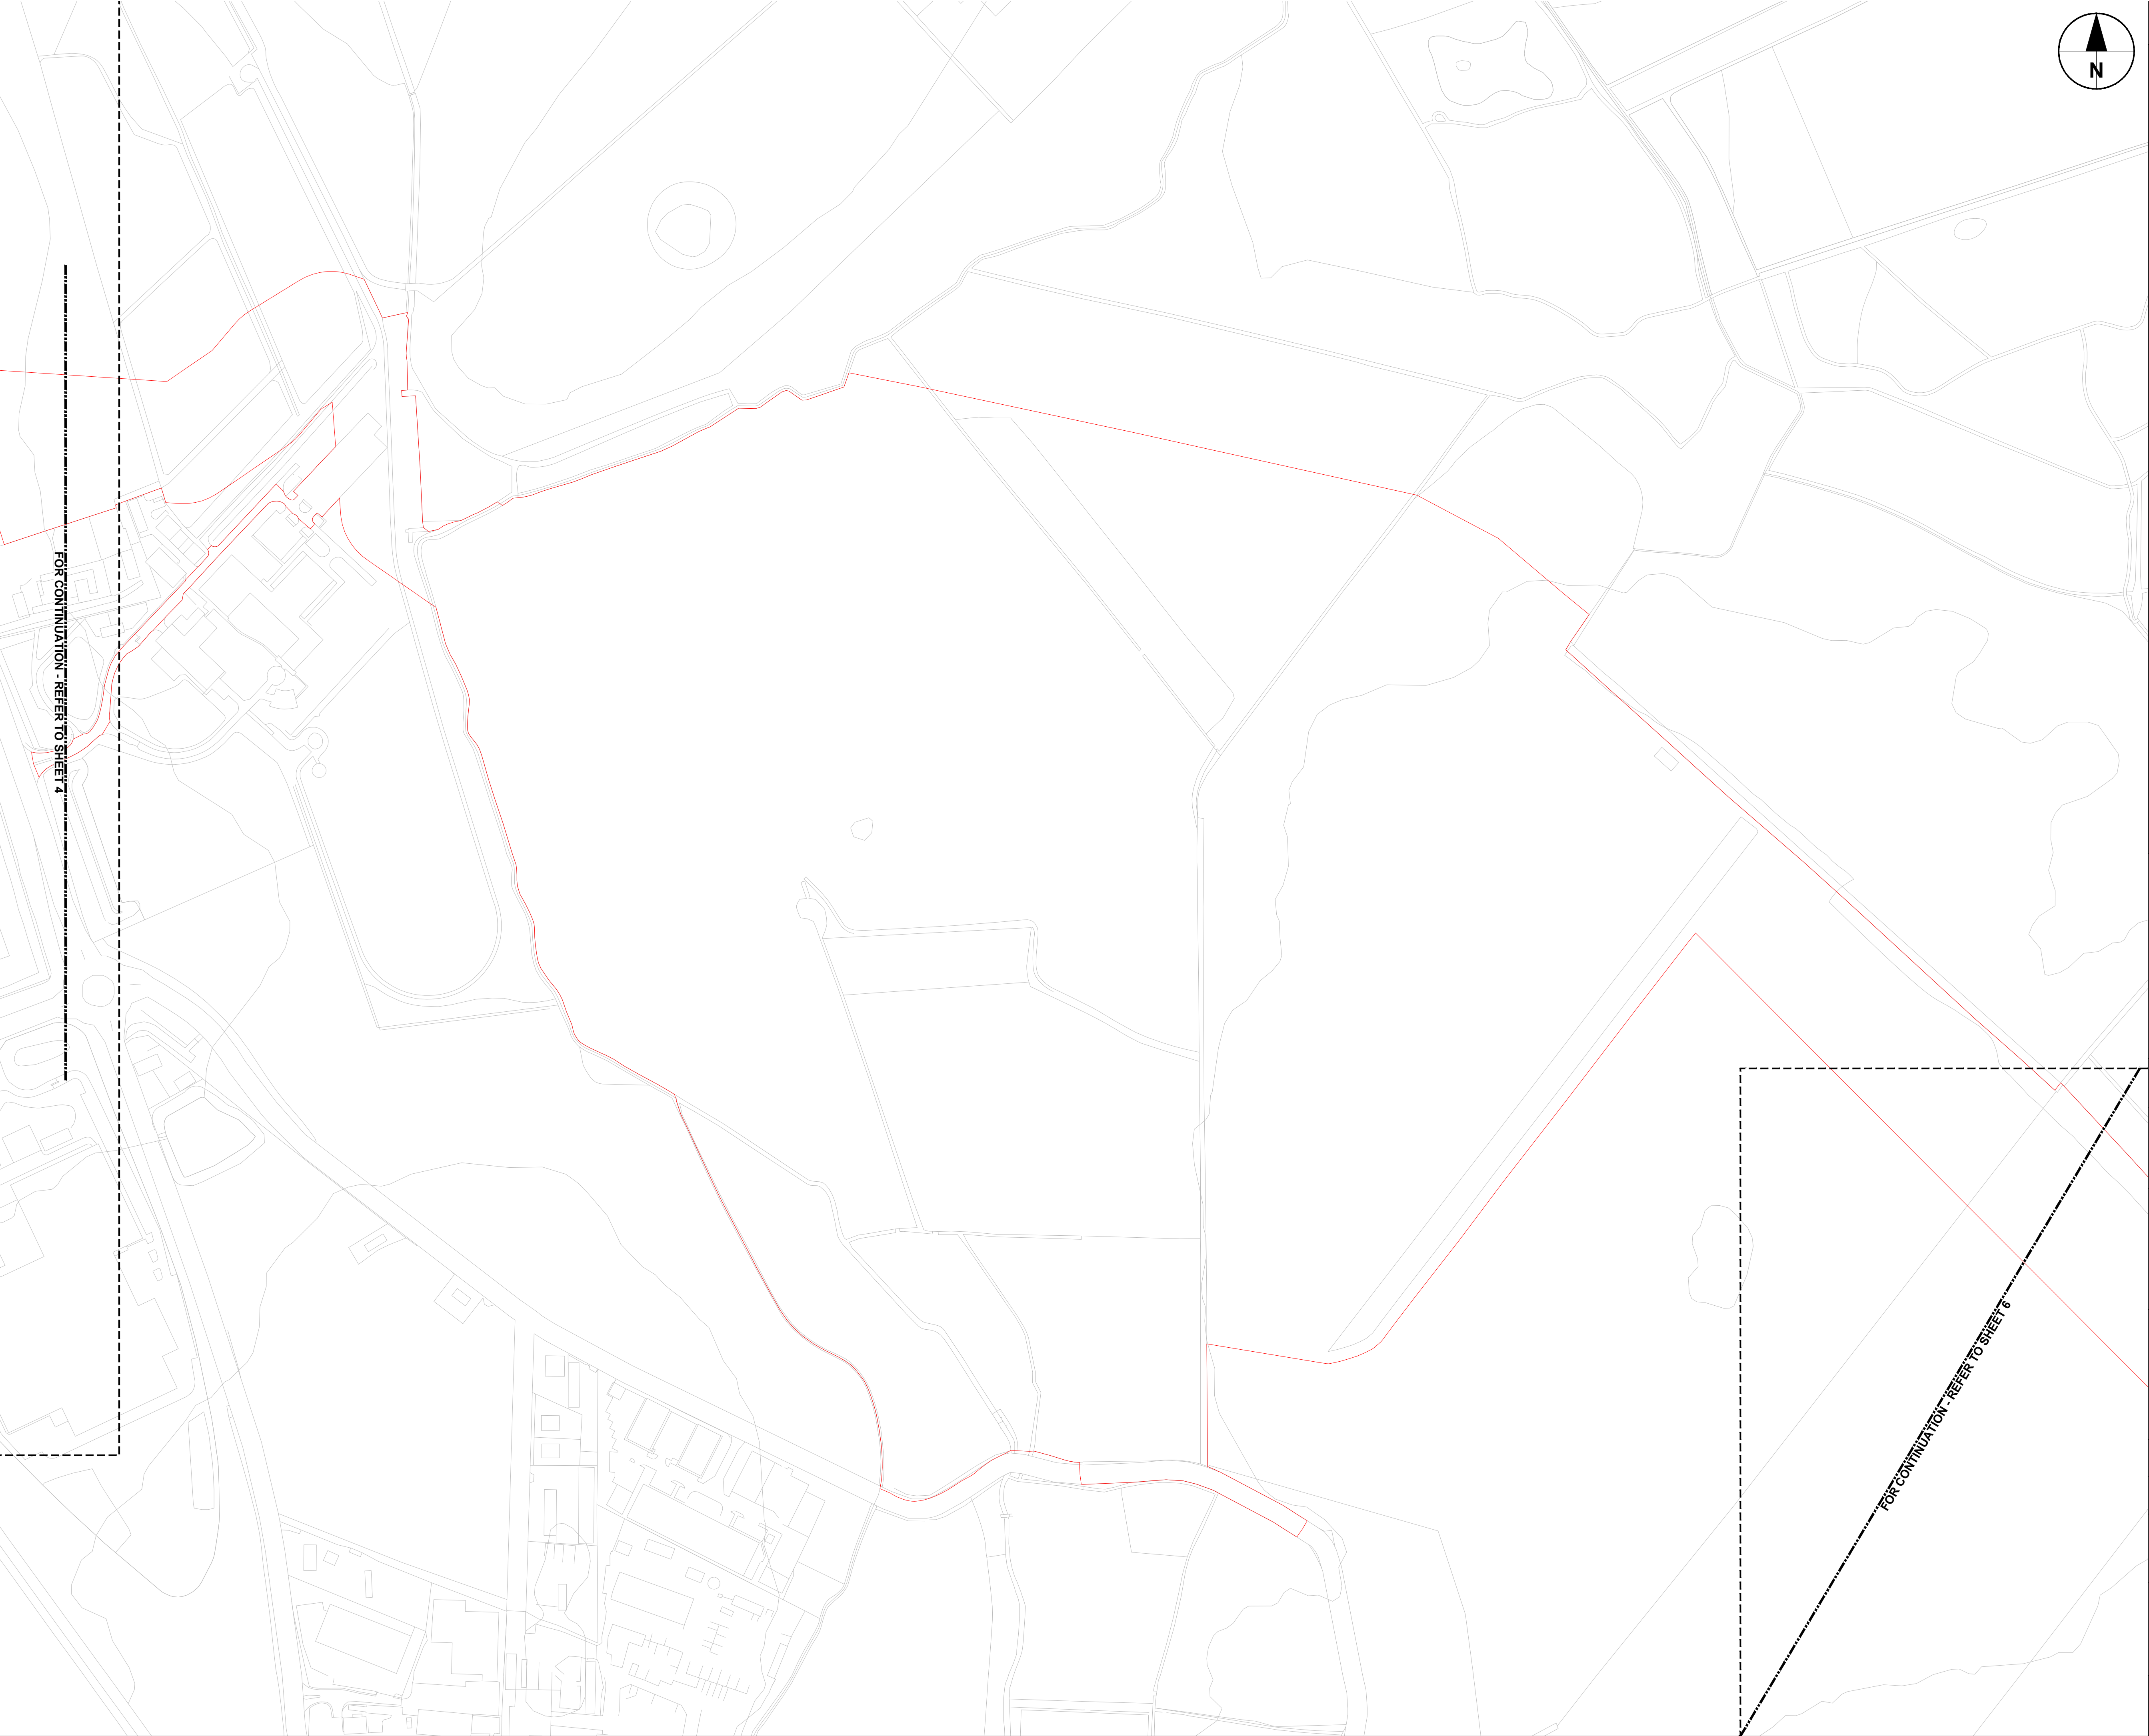 N
FOR CONTINUATION - REFER TO SHEET 4
FOR CONTINUATION - REFER TO SHEET 6